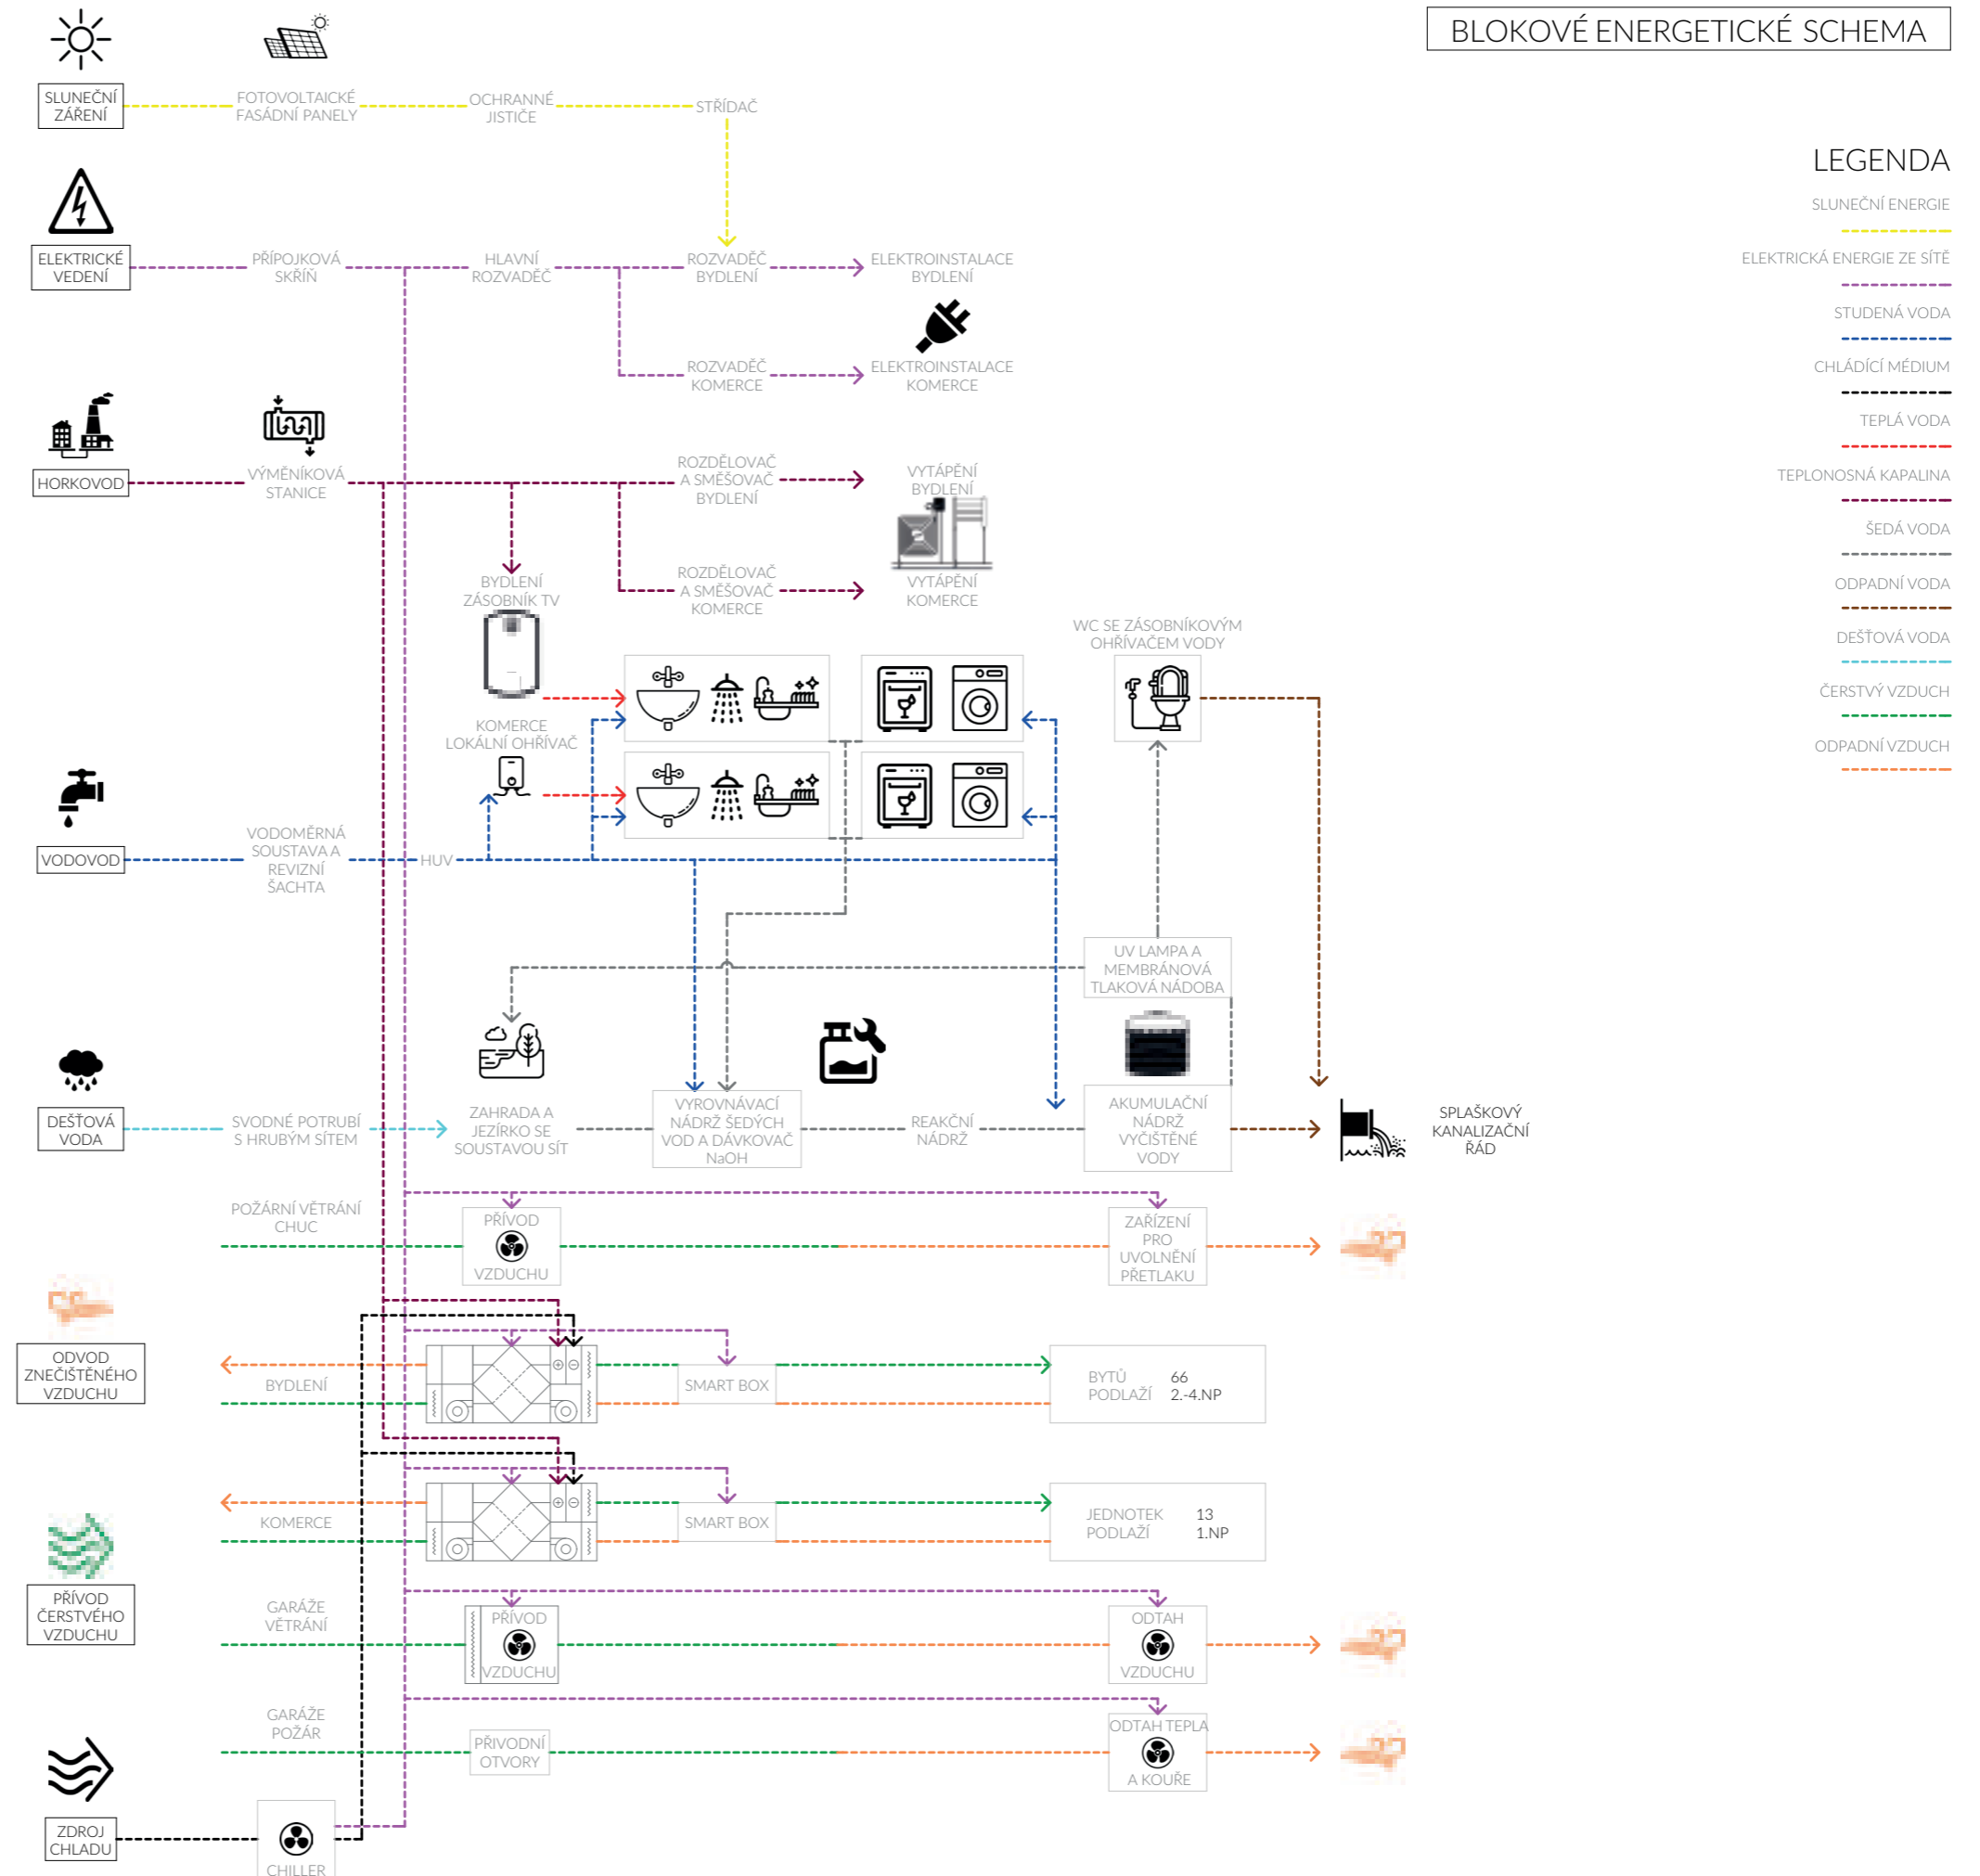 BLOKOVÉ ENERGETICKÉ SCHEMA
SLUNEČNÍ
ZÁŘENÍ
FOTOVOLTAICKÉ
FASÁDNÍ PANELY
OCHRANNÉ
JISTIČE
STŘÍDAČ
ELEKTRICKÉ
VEDENÍ
PŘÍPOJKOVÁ
SKŘÍŇ
HLAVNÍ
ROZVADĚČ
ROZVADĚČ
BYDLENÍ
ELEKTROINSTALACE
BYDLENÍ
ROZVADĚČ
KOMERCE
ELEKTROINSTALACE
KOMERCE
HORKOVOD
VÝMĚNÍKOVÁ
STANICE
ROZDĚLOVAČ
A SMĚŠOVAČ
BYDLENÍ
VYTÁPĚNÍ
BYDLENÍ
BYDLENÍ
ZÁSOBNÍK TV
ROZDĚLOVAČ
A SMĚŠOVAČ
KOMERCE
VYTÁPĚNÍ
KOMERCE
WC SE ZÁSOBNÍKOVÝM
OHŘÍVAČEM VODY
KOMERCE
LOKÁLNÍ OHŘÍVAČ
VODOVOD
VODOMĚRNÁ
SOUSTAVA A
REVIZNÍ
ŠACHTA
HUV
UV LAMPA A
MEMBRÁNOVÁ
TLAKOVÁ NÁDOBA
DEŠŤOVÁ
VODA
SVODNÉ POTRUBÍ
S HRUBÝM SÍTEM
ZAHRADA A
JEZÍRKO SE
SOUSTAVOU SÍT
VYROVNÁVACÍ
NÁDRŽ ŠEDÝCH
VOD A DÁVKOVAČ
NaOH
REAKČNÍ
NÁDRŽ
AKUMULAČNÍ
NÁDRŽ
VYČIŠTĚNÉ
VODY
SPLAŠKOVÝ
KANALIZAČNÍ
ŘÁD
POŽÁRNÍ VĚTRÁNÍ
CHUC
PŘÍVOD
VZDUCHU
ZAŘÍZENÍ
PRO
UVOLNĚNÍ
PŘETLAKU
ODVOD
ZNEČIŠTĚNÉHO
VZDUCHU
BYDLENÍ
SMART BOX
BYTŮ 66
PODLAŽÍ 2.-4.NP
KOMERCE
SMART BOX
JEDNOTEK 13
PODLAŽÍ 1.NP
PŘÍVOD
ČERSTVÉHO
VZDUCHU
GARÁŽE
VĚTRÁNÍ
PŘÍVOD
VZDUCHU
ODTAH
VZDUCHU
GARÁŽE
POŽÁR
PŘIVODNÍ
OTVORY
ODTAH TEPLA
A KOUŘE
ZDROJ
CHLADU
CHILLER
LEGENDA
SLUNEČNÍ ENERGIE
ELEKTRICKÁ ENERGIE ZE SÍTĚ
STUDENÁ VODA
CHLÁDÍCÍ MÉDIUM
TEPLÁ VODA
TEPLONOSNÁ KAPALINA
ŠEDÁ VODA
ODPADNÍ VODA
DEŠŤOVÁ VODA
ČERSTVÝ VZDUCH
ODPADNÍ VZDUCH